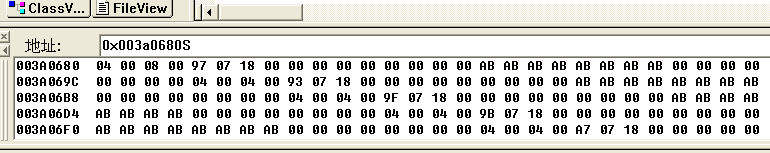 ClassV... FileView
地址: 0x003a0680S
003A0680 04 00 08 00 97 07 18 00 00 00 00 00 00 00 00 00 AB AB AB AB AB AB AB AB 00 00 00 00
003A069C 00 00 00 00 04 00 04 00 93 07 18 00 00 00 00 00 00 00 00 00 AB AB AB AB AB AB AB AB
003A06B8 00 00 00 00 00 00 00 00 04 00 04 00 9F 07 18 00 00 00 00 00 00 00 00 00 AB AB AB AB
003A06D4 AB AB AB AB 00 00 00 00 00 00 00 00 04 00 04 00 9B 07 18 00 00 00 00 00 00 00 00 00
003A06F0 AB AB AB AB AB AB AB AB 00 00 00 00 00 00 00 00 04 00 04 00 A7 07 18 00 00 00 00 00